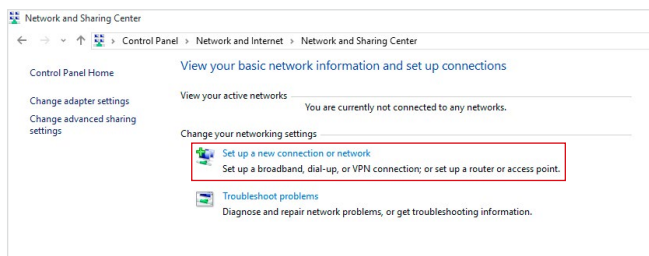 Network and Sharing Center
Control Panel > Network and Internet > Network and Sharing Center
Control Panel Home
Change adapter settings
Change advanced sharing
settings
View your basic network information and set up connections
View your active networks
You are currently not connected to any networks.
Change your networking settings
Set up a new connection or network
Set up a broadband, dial-up, or VPN connection; or set up a router or access point.
Troubleshoot problems
Diagnose and repair network problems, or get troubleshooting information.